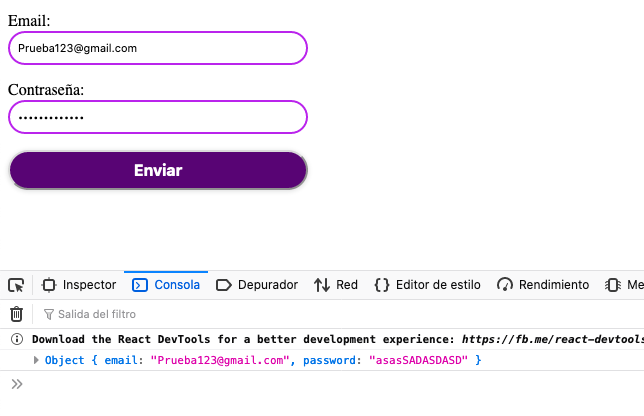 Email:
Prueba123@gmail.com
Contraseña:
•••••••••••••
Enviar
Inspector Consola Depurador Red Editor de estilo Rendimiento Me
Salida del filtro
Download the React DevTools for a better development experience: https://fb.me/react-devtools
Object { email: "Prueba123@gmail.com", password: "asasSADASDASD" }